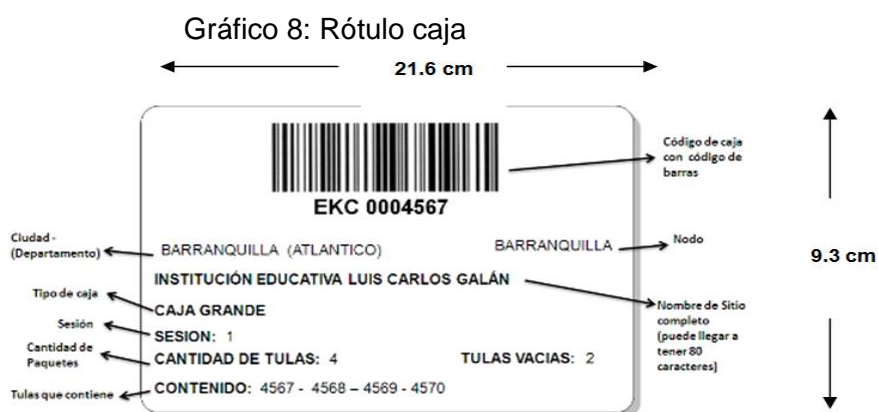 Gráfico 8: Rótulo caja
21.6 cm
Código de caja
con código de
barras
EKC 0004567
Ciudad -
(Departamento)
BARRANQUILLA (ATLANTICO)
BARRANQUILLA
Nodo
9.3 cm
INSTITUCIÓN EDUCATIVA LUIS CARLOS GALÁN
Tipo de caja
CAJA GRANDE
Nombre de Sitio
completo
(puede llegar a
tener 80
caracteres)
Sesión
SESION: 1
Cantidad de
Paquetes
CANTIDAD DE TULAS: 4
TULAS VACIAS: 2
Tulas que contiene
CONTENIDO: 4567 - 4568 – 4569 - 4570